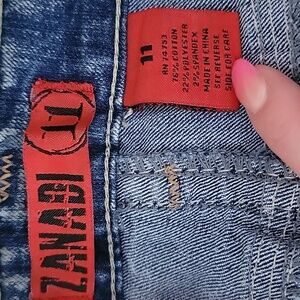 11
RN 74753
76% COTTON
22% POLYESTER
2% SPANDEX
MADE IN CHINA
SEE REVERSE
SIDE FOR CARE
11
ZANADI